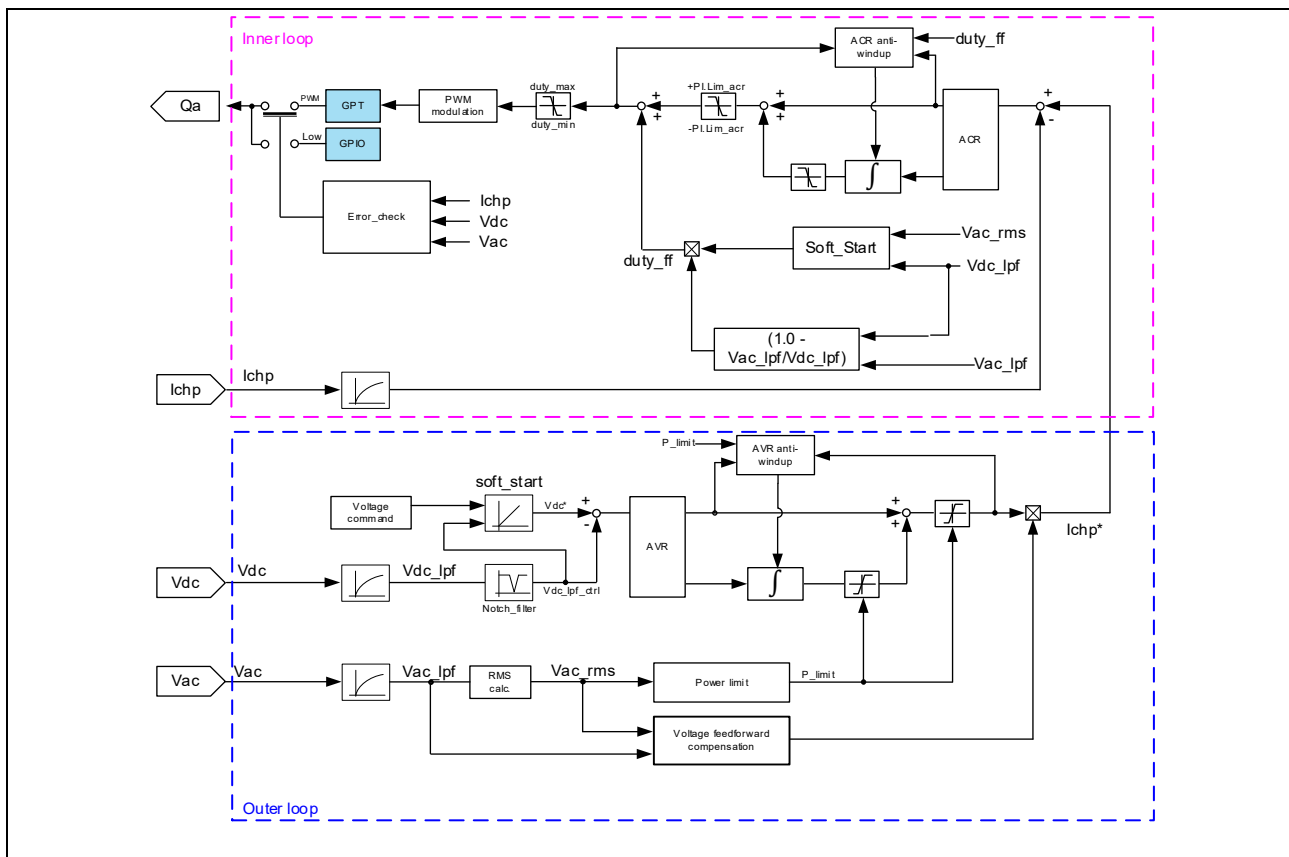 Inner loop
ACR anti-
windup
duty_ff
Qa
PWM
GPT
PWM
modulation
duty_max
duty_min
+
+
+PI.Lim_acr
-PI.Lim_acr
+
+
ACR
+
-
Low
GPIO
∫
Error_check
Ichp
Vdc
Vac
duty_ff
Soft_Start
Vac_rms
Vdc_lpf
(1.0 -
Vac_lpf/Vdc_lpf)
Vac_lpf
Ichp
Ichp
P_limit
AVR anti-
windup
soft_start
Voltage
command
Vdc*
+
-
AVR
+
+
Ichp*
Vdc
Vdc
Vdc_lpf
Notch_filter
Vdc_lpf_ctrl
∫
Vac
Vac
Vac_lpf
RMS
calc.
Vac_rms
Power limit
P_limit
Voltage feedforward
compensation
Outer loop